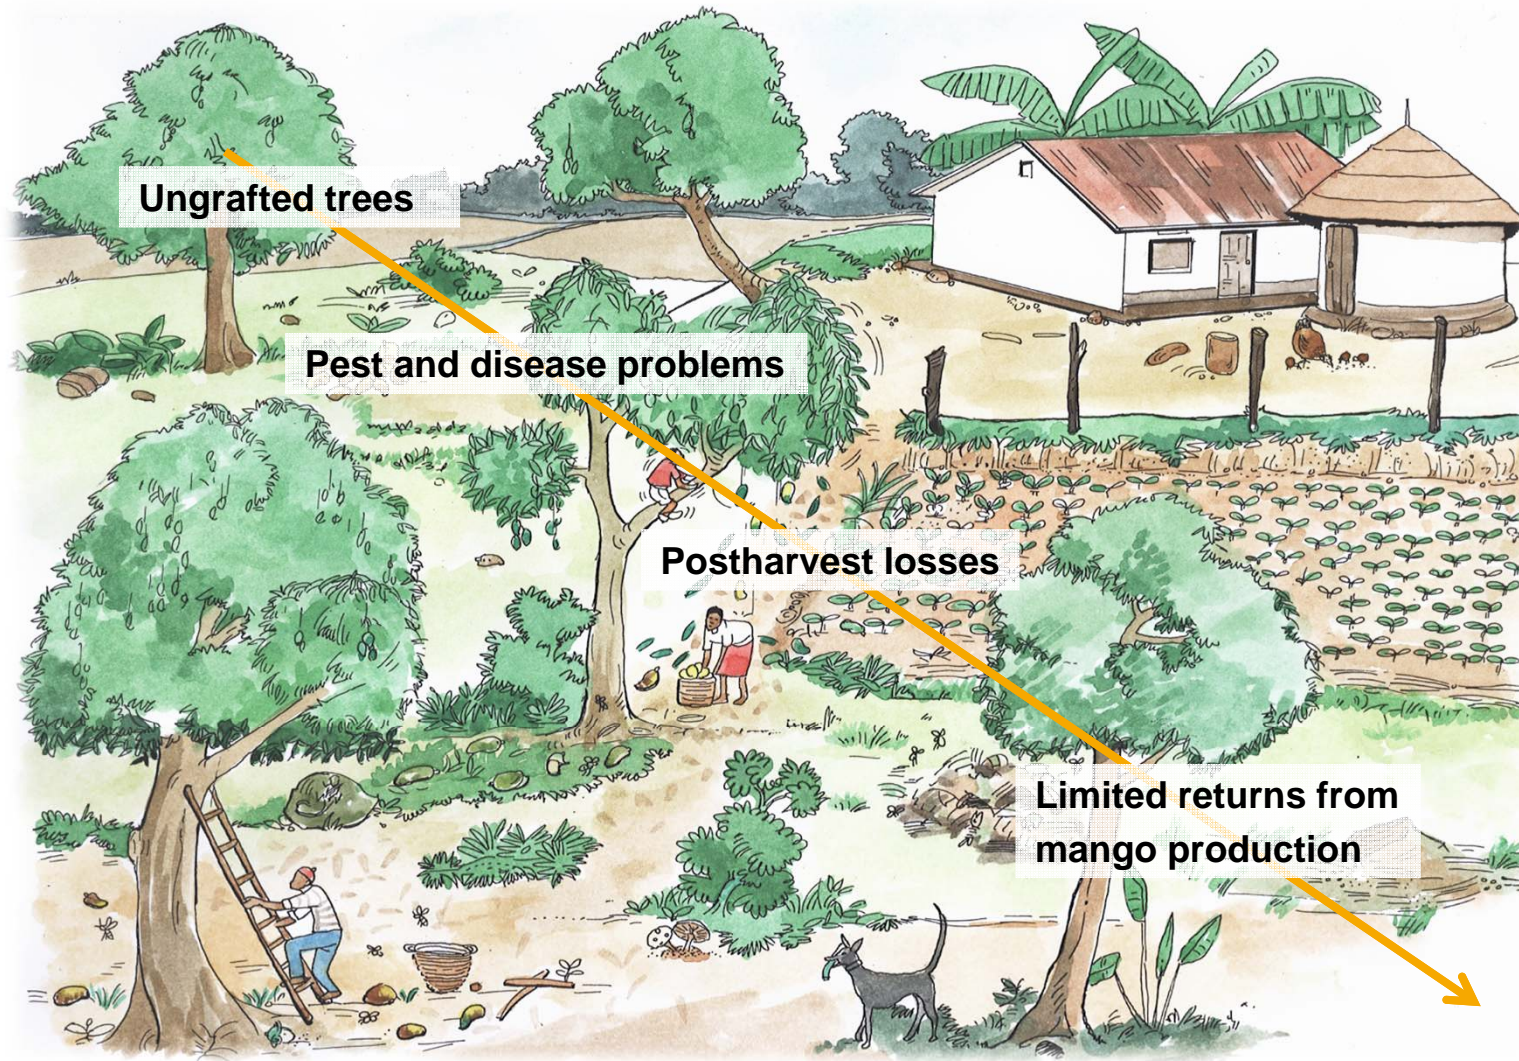 Ungrafted trees
Pest and disease problems
Postharvest losses
Limited returns from
mango production